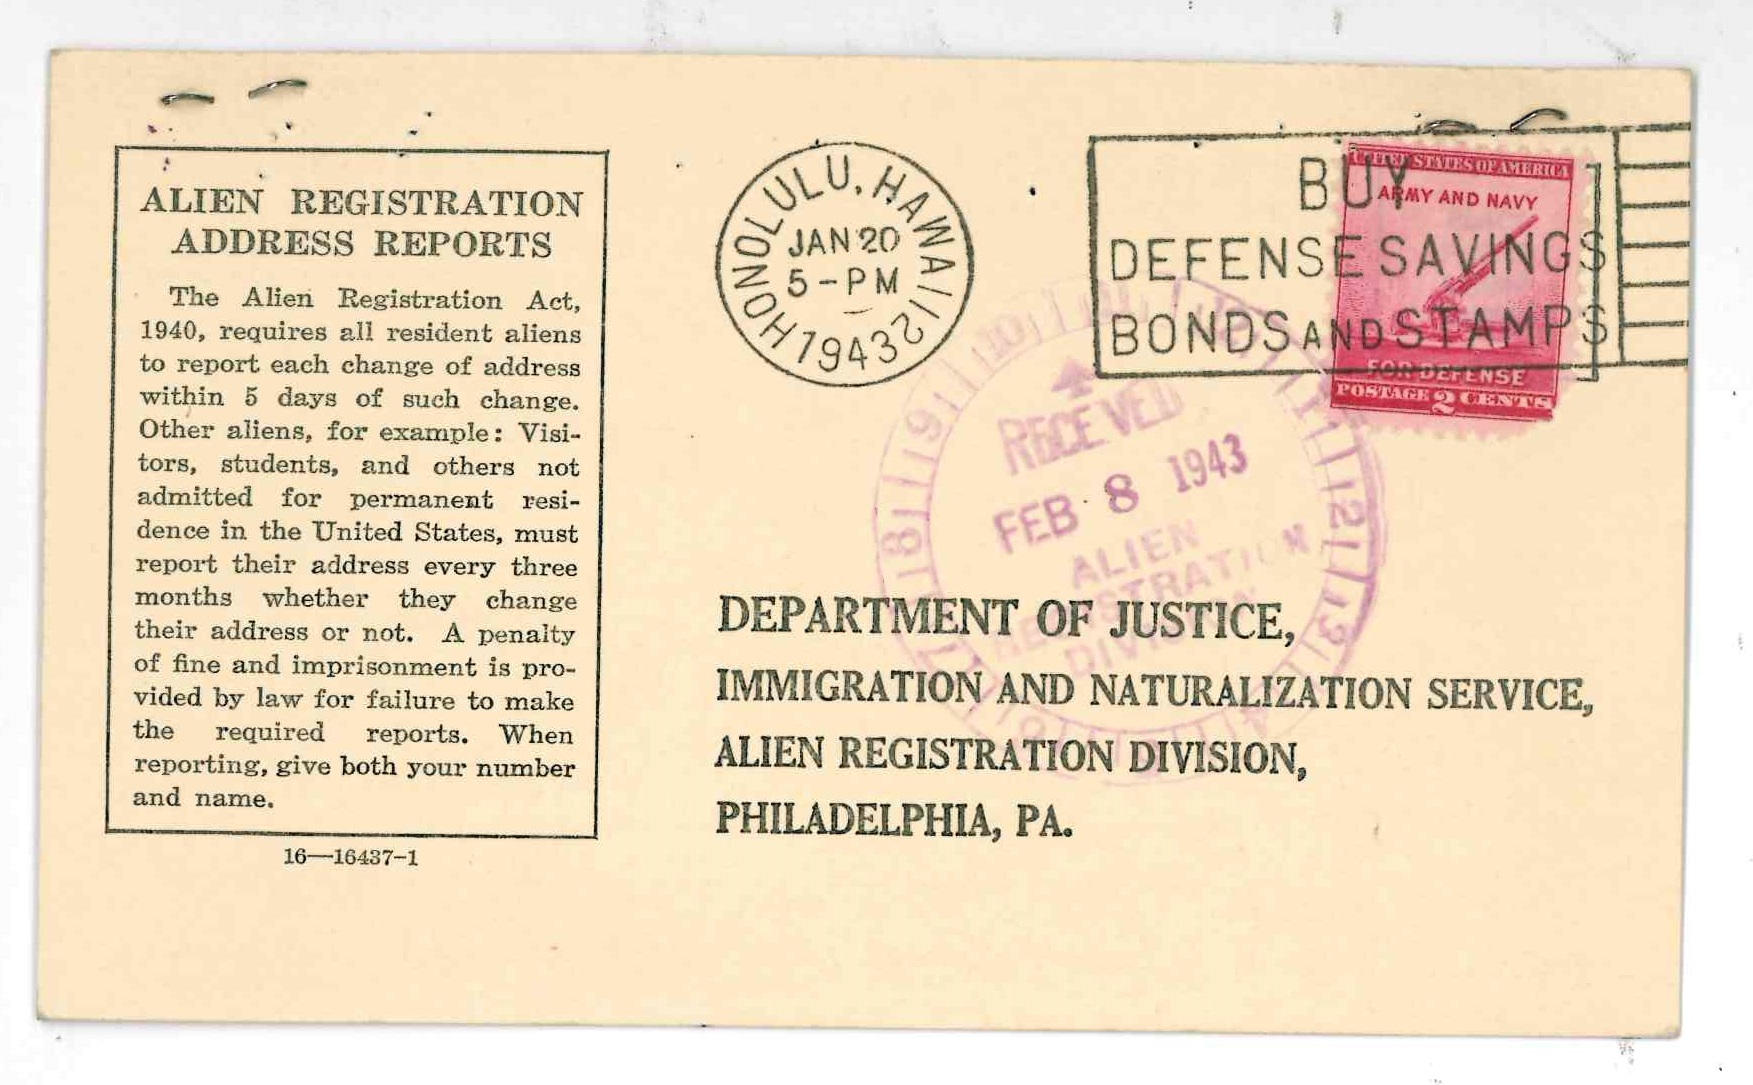 ALIEN REGISTRATION
ADDRESS REPORTS
The Alien Registration Act,
1940, requires all resident aliens
to report each change of address
within 5 days of such change.
Other aliens, for example: Visi-
tors, students, and others not
admitted for permanent resi-
dence in the United States, must
report their address every three
months whether they change
their address or not. A penalty
of fine and imprisonment is pro-
vided by law for failure to make
the required reports. When
reporting, give both your number
and name.
16—16437-1
HONOLULU, HAWAII 2
JAN 20
5-PM
1943
BUY
DEFENSE SAVINGS
BONDS AND STAMPS
UNITED STATES OF AMERICA
ARMY AND NAVY
FOR DEFENSE
POSTAGE 2 CENTS
RECEIVED
FEB 8 1943
ALIEN
REGISTRATION
DIVISION
DEPARTMENT OF JUSTICE,
IMMIGRATION AND NATURALIZATION SERVICE,
ALIEN REGISTRATION DIVISION,
PHILADELPHIA, PA.